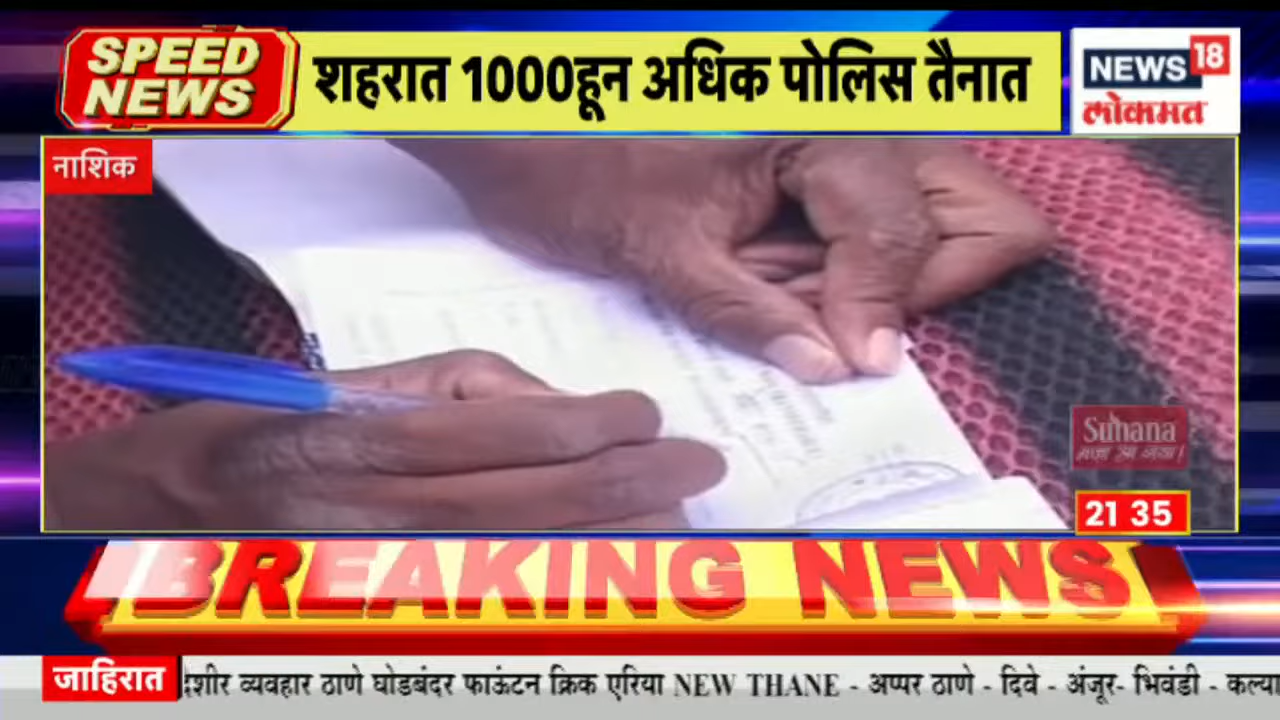 SPEED
NEWS
शहरात 1000हून अधिक पोलिस तैनात
NEWS 18
लोकमत
नाशिक
Suhana
21 35
BREAKING NEWS
जाहिरात
व्यवहार ठाणे घोडबंदर फाऊंटन क्रिक एरिया NEW THANE - अप्पर ठाणे - दिवे - अंजूर- भिवंडी -